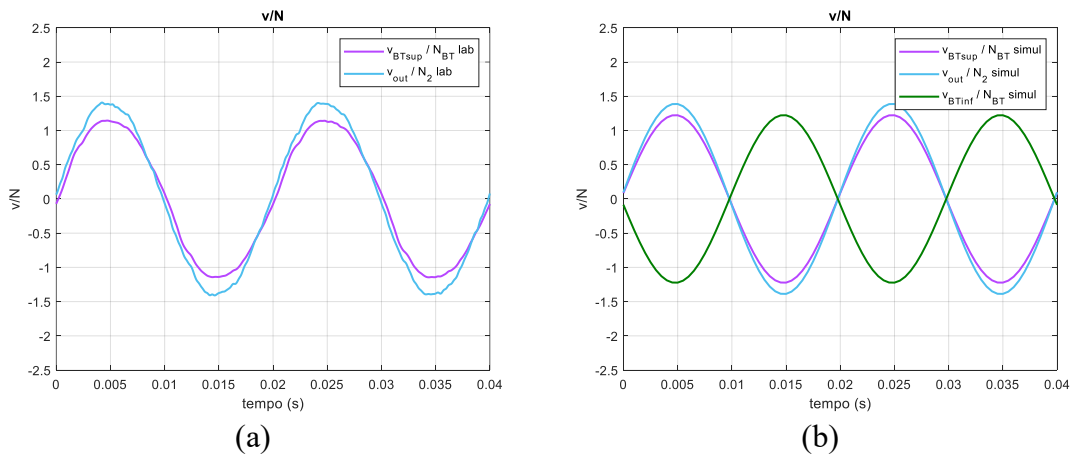 v/N
2.5
2
1.5
1
0.5
0
-0.5
-1
-1.5
-2
-2.5
v/N
v_BTsup / N_BT lab
v_out / N_2 lab
0 0.005 0.01 0.015 0.02 0.025 0.03 0.035 0.04
tempo (s)
(a)
v/N
2.5
2
1.5
1
0.5
0
-0.5
-1
-1.5
-2
-2.5
v/N
v_BTsup / N_BT simul
v_out / N_2 simul
v_BTinf / N_BT simul
0 0.005 0.01 0.015 0.02 0.025 0.03 0.035 0.04
tempo (s)
(b)